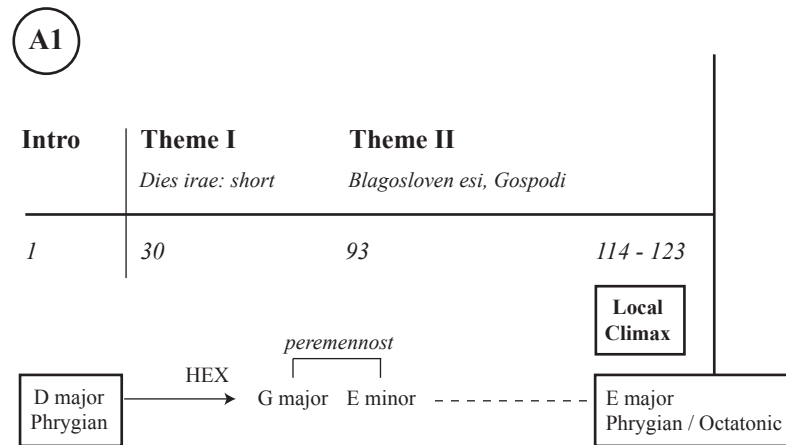 A1
Intro Theme I Theme II
Dies irae: short Blagosloven esi, Gospodi
1 30 93 114 - 123
Local
Climax
peremennost
HEX
D major G major E minor E major
Phrygian Phrygian / Octatonic